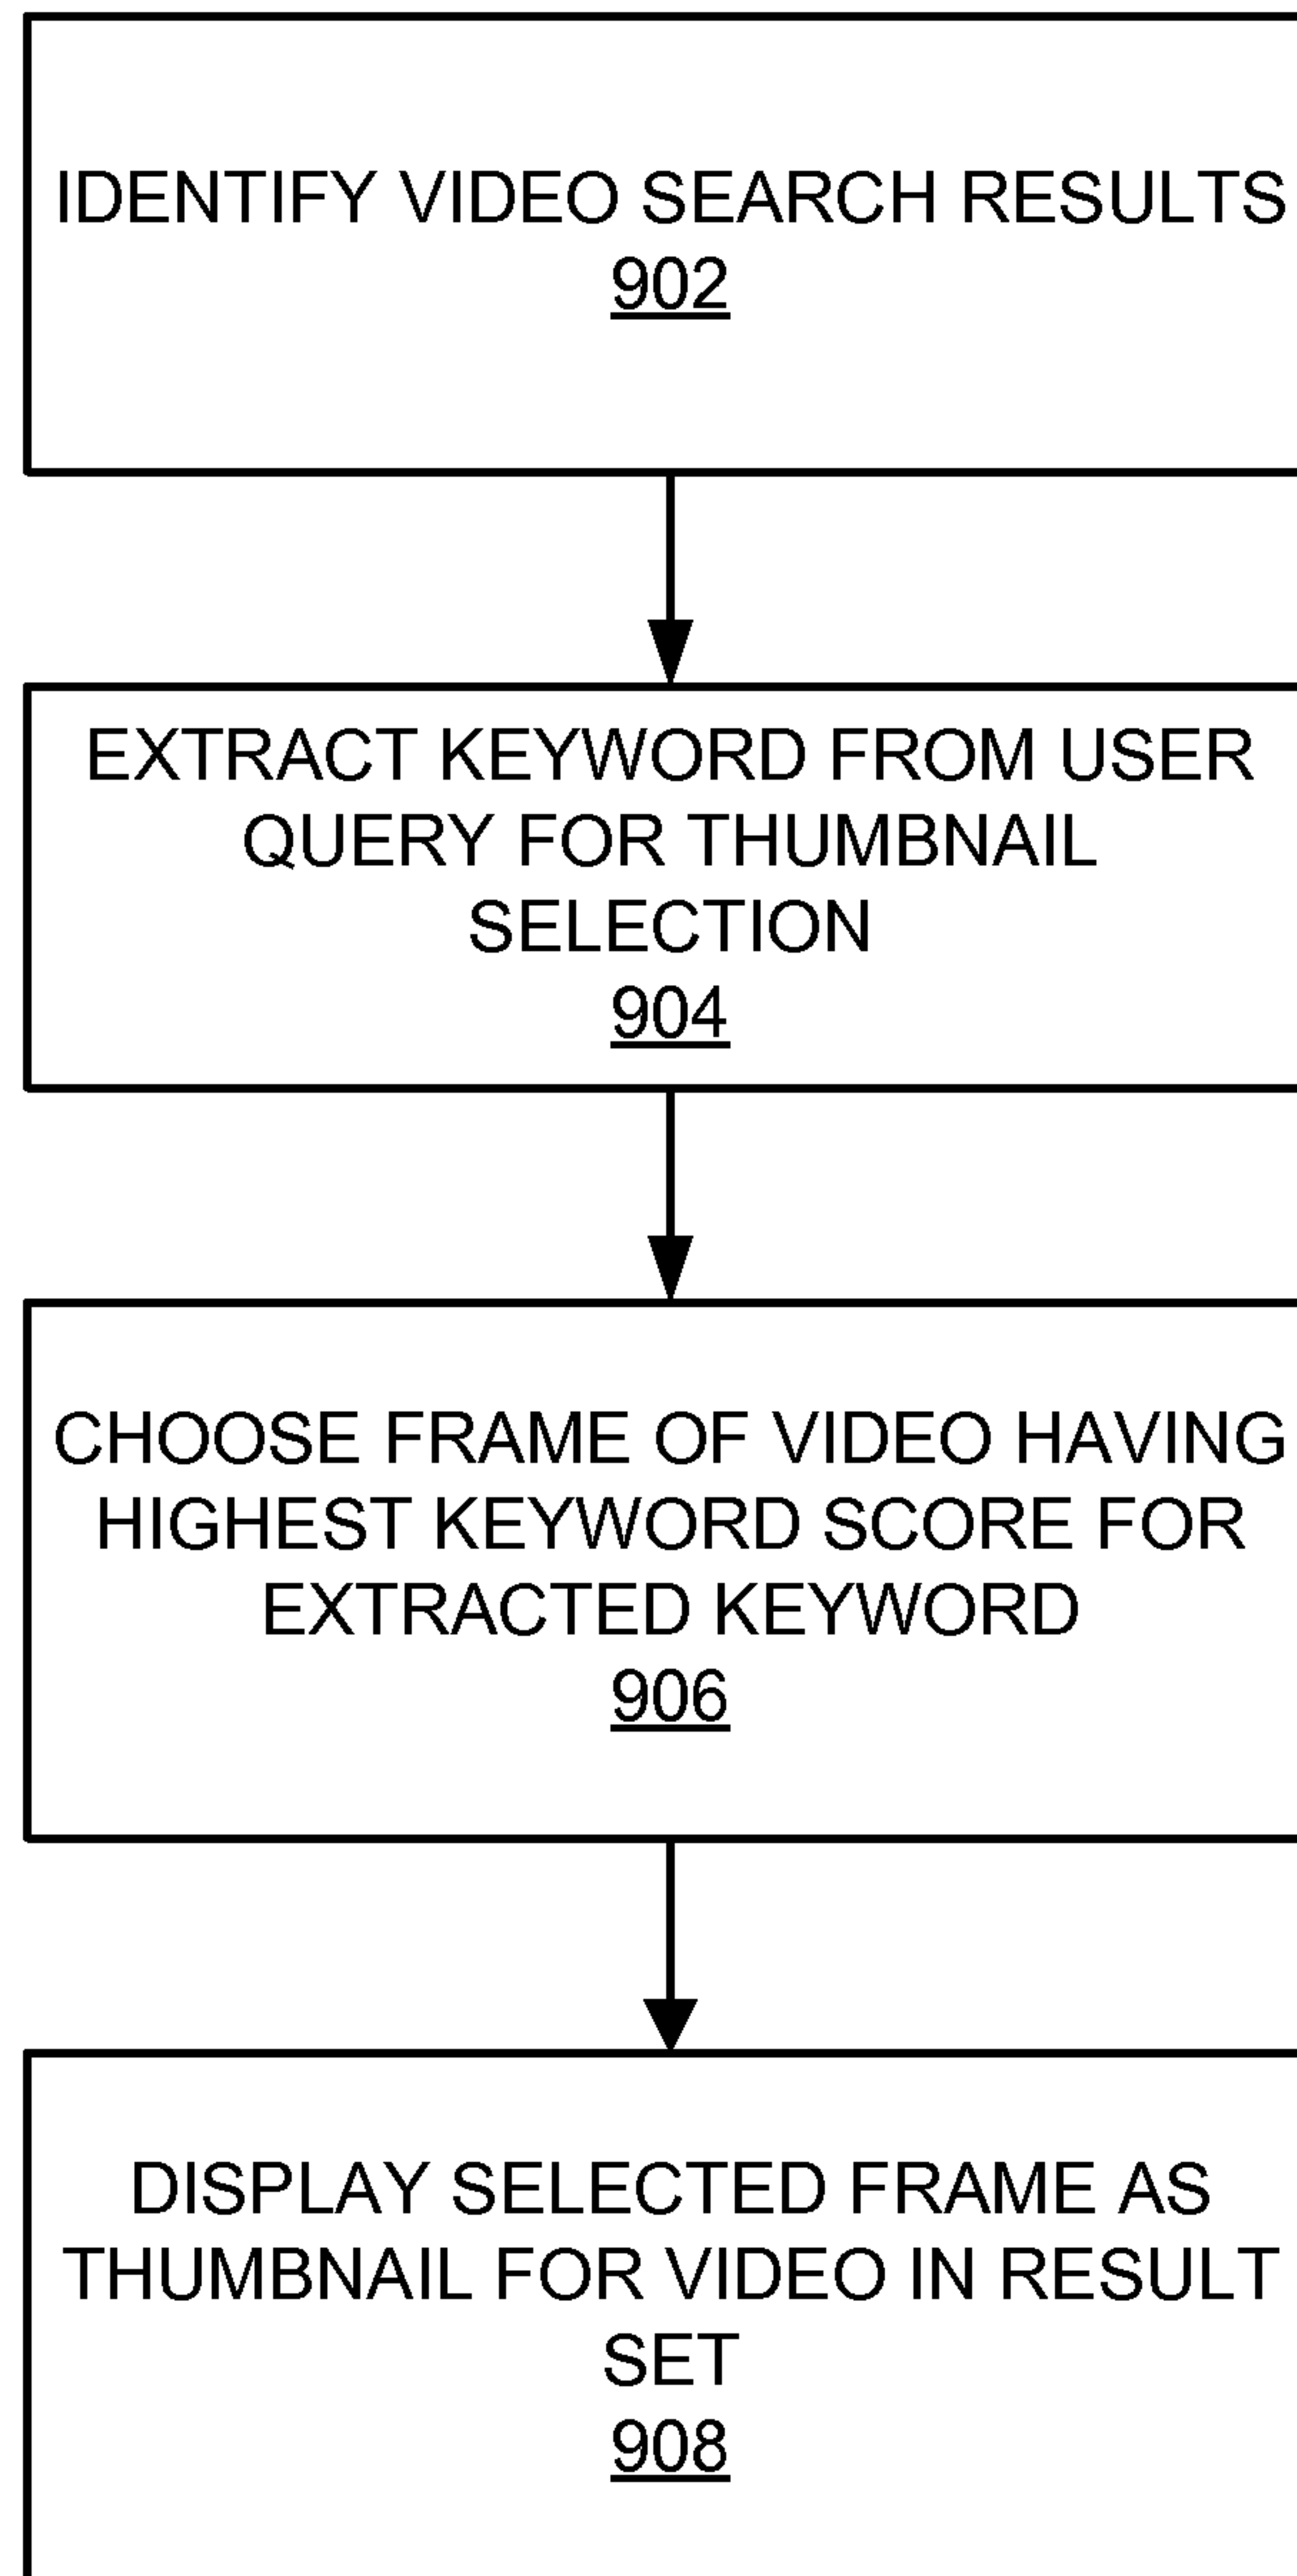 IDENTIFY VIDEO SEARCH RESULTS
902
EXTRACT KEYWORD FROM USER
QUERY FOR THUMBNAIL
SELECTION
904
CHOOSE FRAME OF VIDEO HAVING
HIGHEST KEYWORD SCORE FOR
EXTRACTED KEYWORD
906
DISPLAY SELECTED FRAME AS
THUMBNAIL FOR VIDEO IN RESULT
SET
908